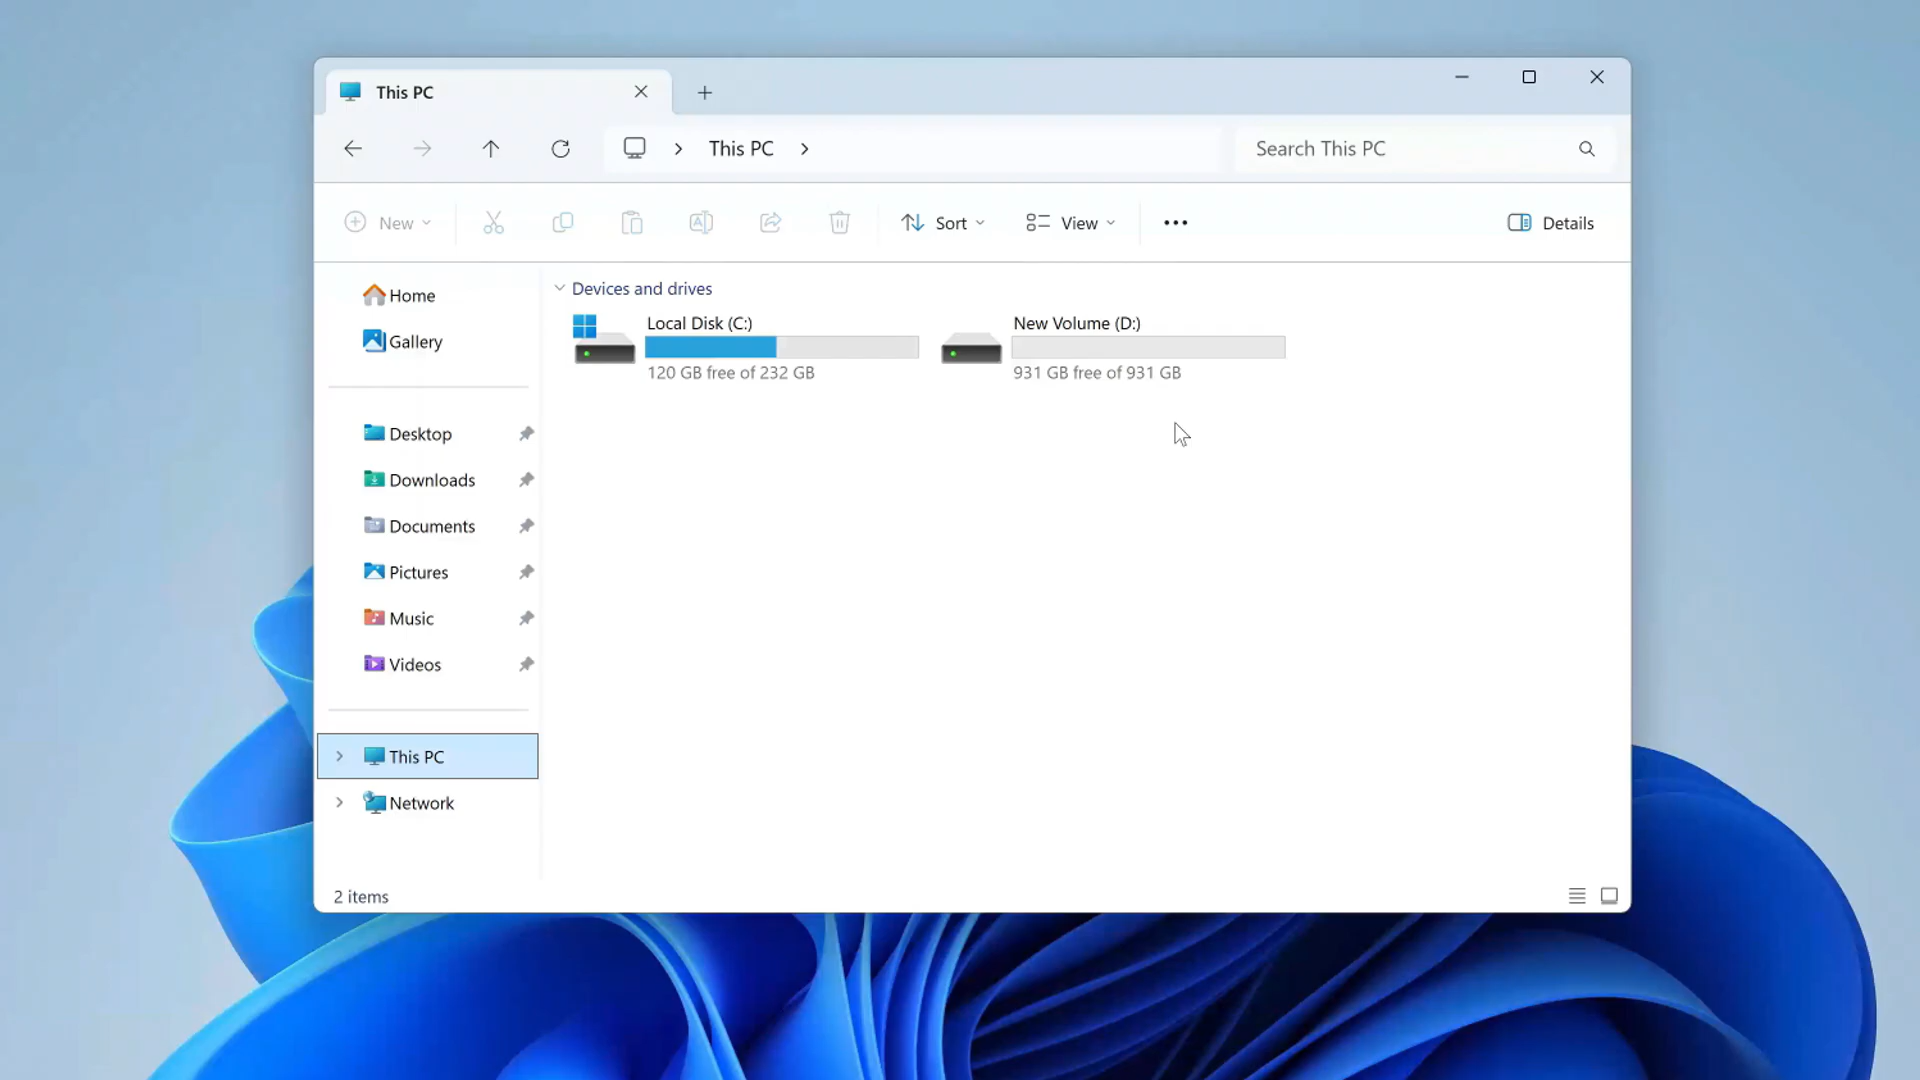 This PC
This PC
Search This PC
New
Sort
View
Details
Home
Gallery
Desktop
Downloads
Documents
Pictures
Music
Videos
This PC
Network
Devices and drives
Local Disk (C:)
120 GB free of 232 GB
New Volume (D:)
931 GB free of 931 GB
2 items